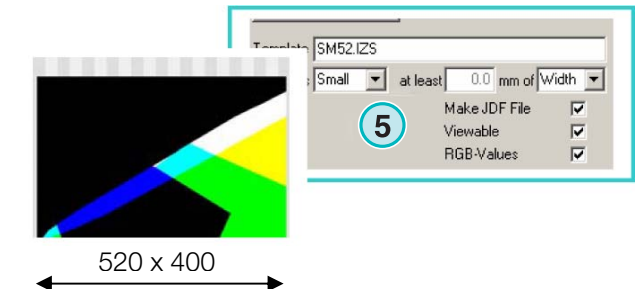 Template SM52.IZS
s Small at least 0.0 mm of Width
Make JDF File
5
Viewable
RGB-Values
520 x 400